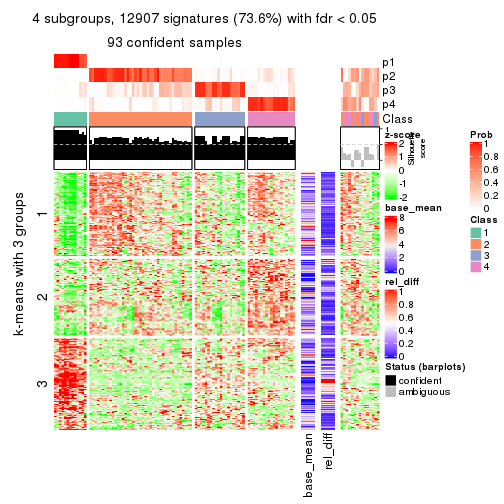 4 subgroups, 12907 signatures (73.6%) with fdr < 0.05
93 confident samples
p1
p2
p3
p4
Class
1
Silhouette
score
k-means with 3 groups
1
2
3
base_mean
rel_diff
z-score
2
1
0
-1
-2
base_mean
8
6
4
2
0
rel_diff
1
0.8
0.6
0.4
0.2
0
Status (barplots)
confident
ambiguous
Prob
1
0.8
0.6
0.4
0.2
0
Class
1
2
3
4